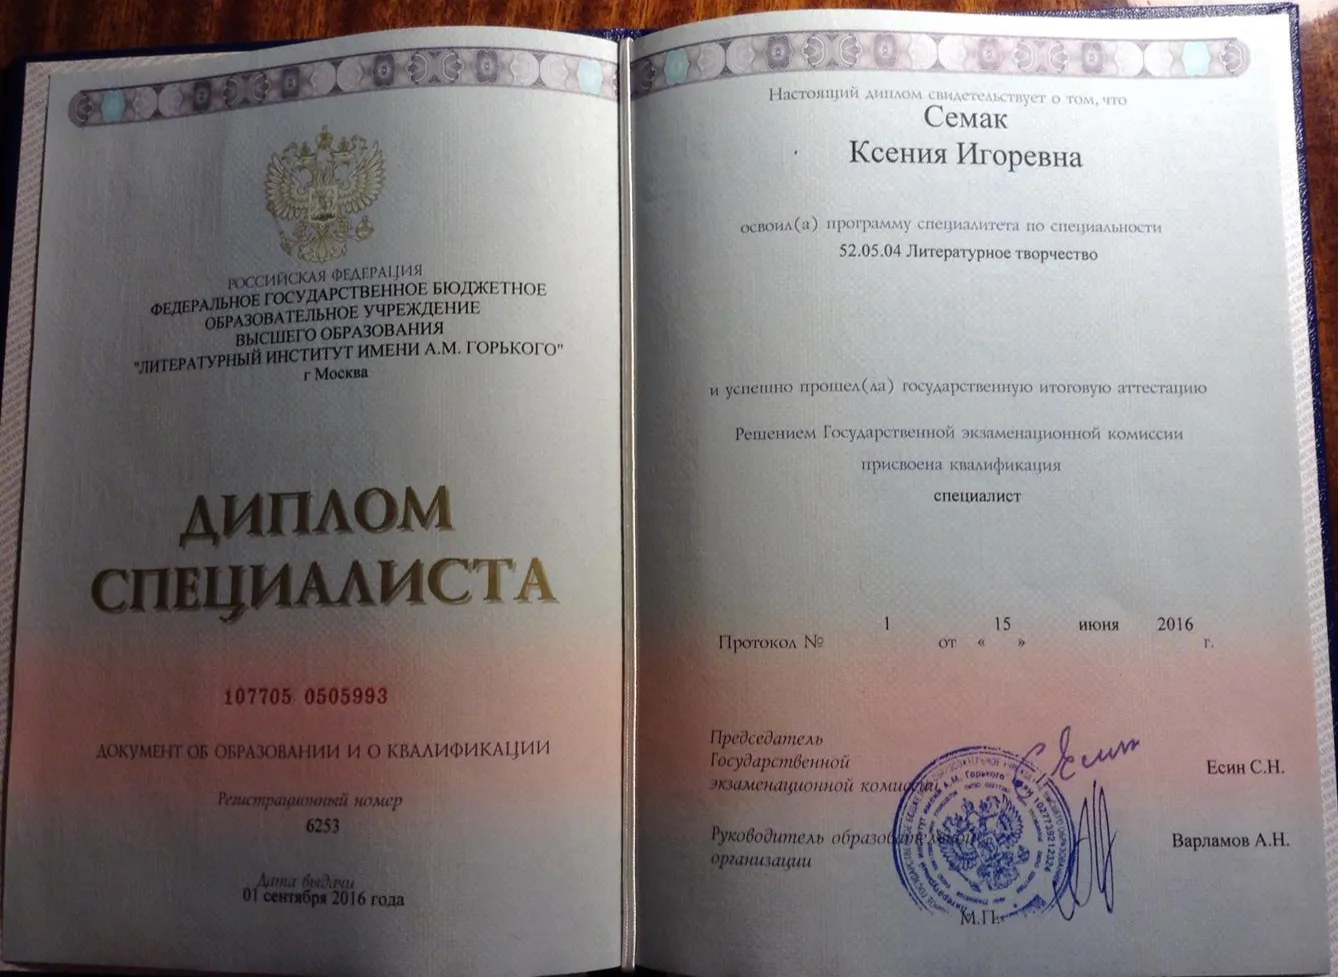 РОССИЙСКАЯ ФЕДЕРАЦИЯ
ФЕДЕРАЛЬНОЕ ГОСУДАРСТВЕННОЕ БЮДЖЕТНОЕ
ОБРАЗОВАТЕЛЬНОЕ УЧРЕЖДЕНИЕ
ВЫСШЕГО ОБРАЗОВАНИЯ
"ЛИТЕРАТУРНЫЙ ИНСТИТУТ ИМЕНИ А.М. ГОРЬКОГО"
г Москва
ДИПЛОМ
СПЕЦИАЛИСТА
107705 0505993
ДОКУМЕНТ ОБ ОБРАЗОВАНИИ И О КВАЛИФИКАЦИИ
Регистрационный номер
6253
Дата выдачи
01 сентября 2016 года
Настоящий диплом свидетельствует о том, что
Семак
Ксения Игоревна
освоил(а) программу специалитета по специальности
52.05.04 Литературное творчество
и успешно прошел(ла) государственную итоговую аттестацию
Решением Государственной экзаменационной комиссии
присвоена квалификация
специалист
Протокол № 1 от « 15 » июня 2016 г.
Председатель
Государственной
экзаменационной комиссии
Есин С.Н.
Руководитель образовательной
организации
Варламов А.Н.
М.П.